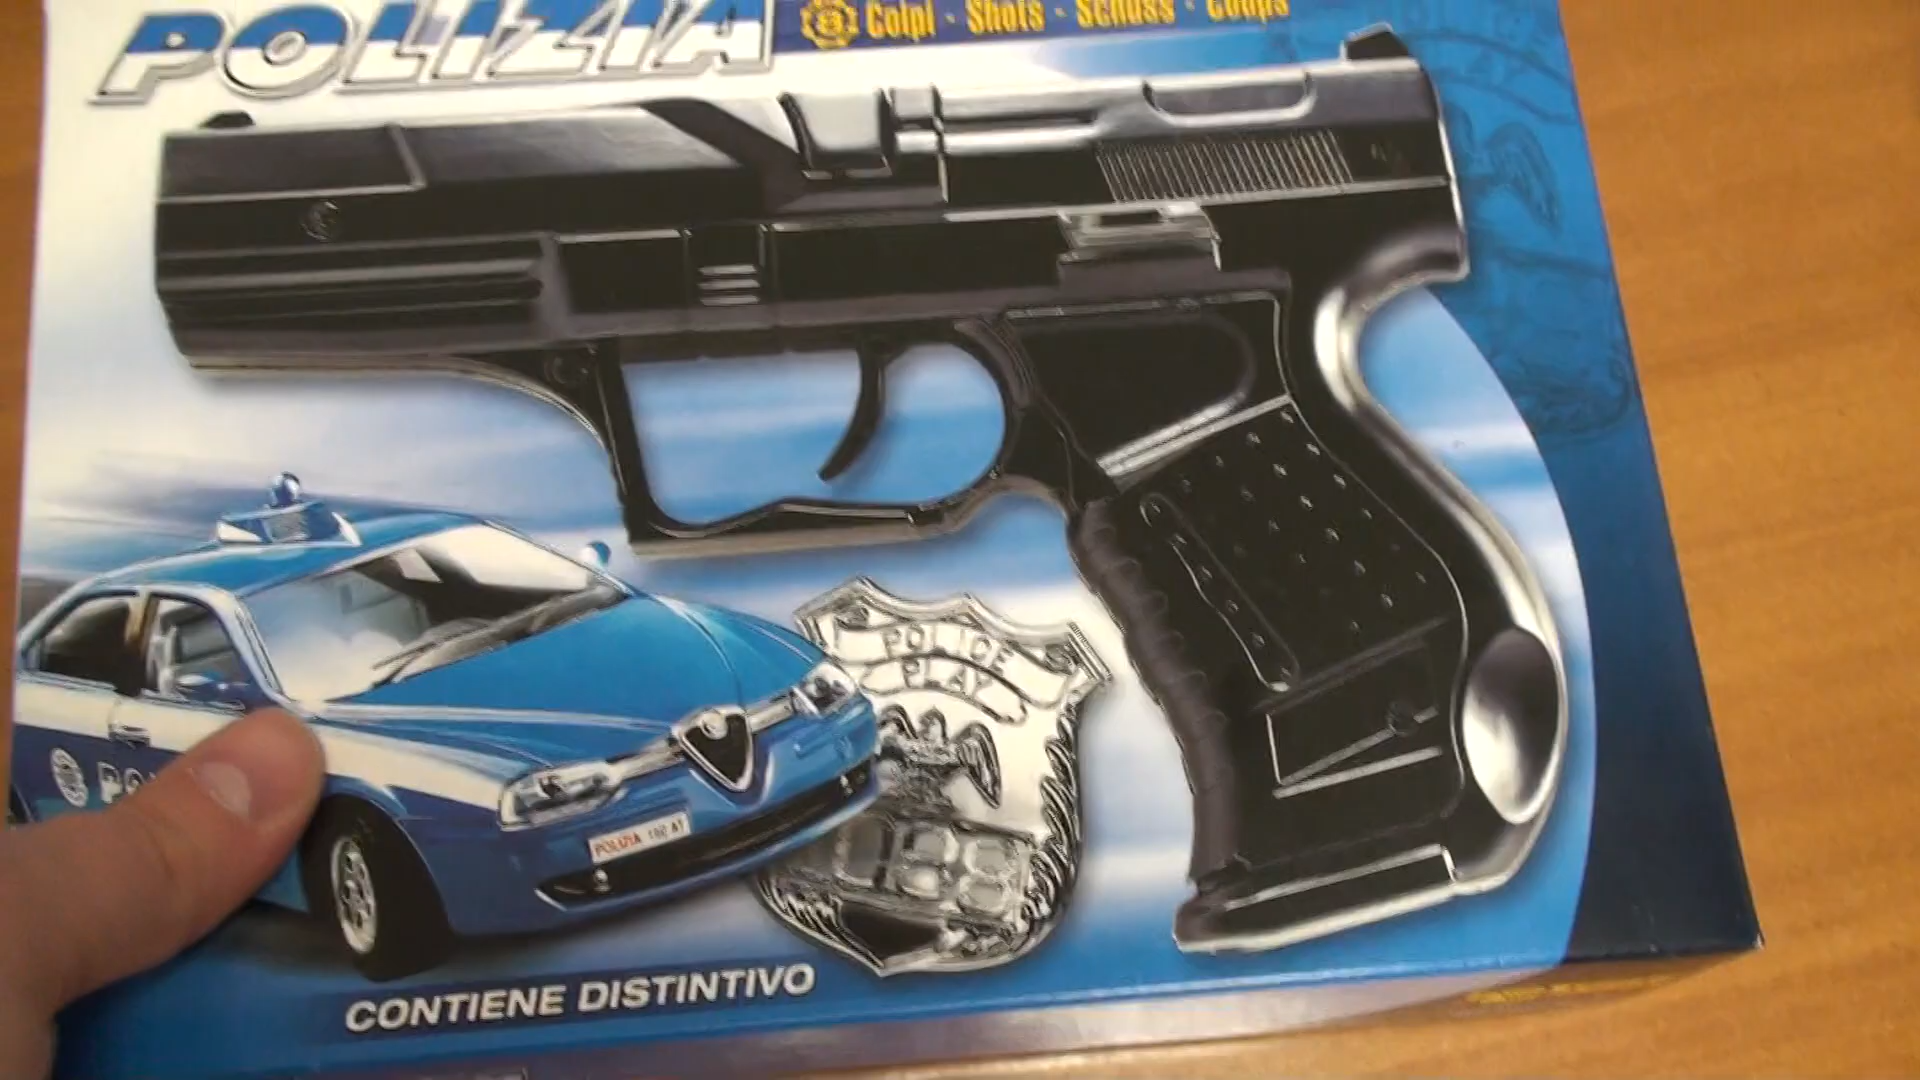 POLIZIA
8 Colpi - Shots - Schuss - Coups
POLICE
PLAY
POLIZIA
CONTIENE DISTINTIVO